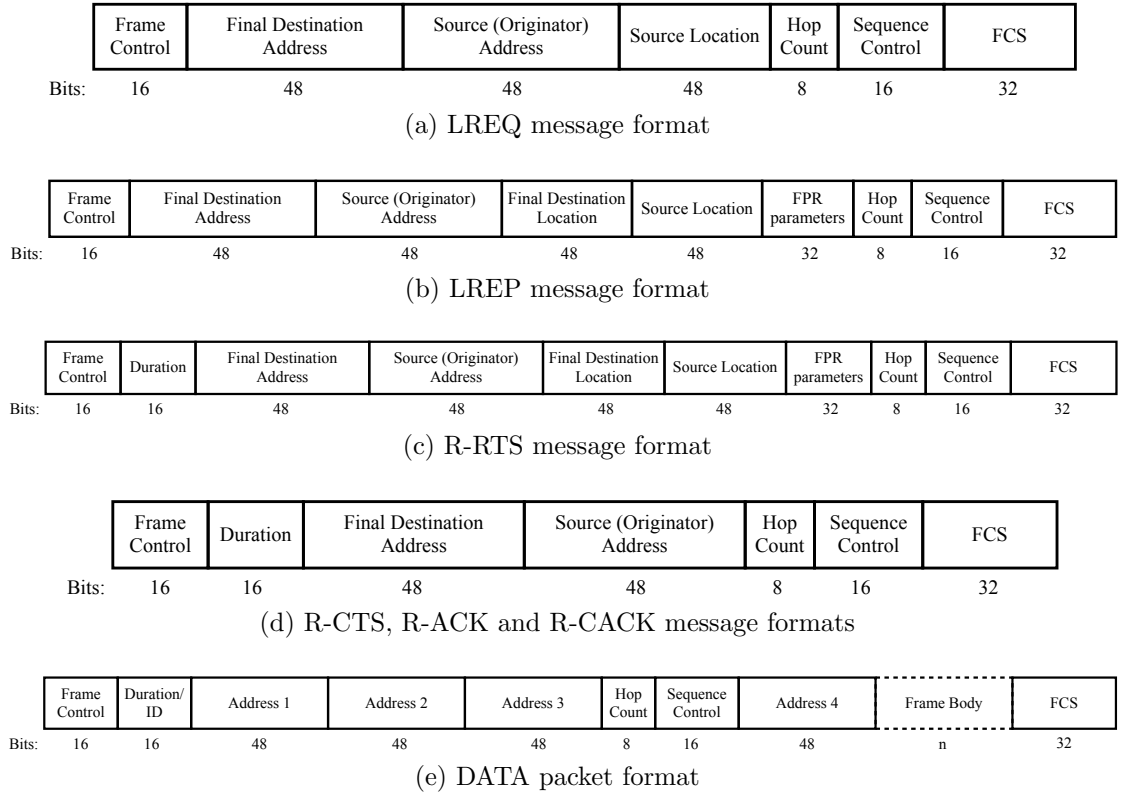 Frame Control Final Destination Address Source (Originator) Address Source Location Hop Count Sequence Control FCS
Bits: 16 48 48 48 8 16 32
(a) LREQ message format
Frame Control Final Destination Address Source (Originator) Address Final Destination Location Source Location FPR parameters Hop Count Sequence Control FCS
Bits: 16 48 48 48 48 32 8 16 32
(b) LREP message format
Frame Control Duration Final Destination Address Source (Originator) Address Final Destination Location Source Location FPR parameters Hop Count Sequence Control FCS
Bits: 16 16 48 48 48 48 32 8 16 32
(c) R-RTS message format
Frame Control Duration Final Destination Address Source (Originator) Address Hop Count Sequence Control FCS
Bits: 16 16 48 48 8 16 32
(d) R-CTS, R-ACK and R-CACK message formats
Frame Control Duration/ ID Address 1 Address 2 Address 3 Hop Count Sequence Control Address 4 Frame Body FCS
Bits: 16 16 48 48 48 8 16 48 n 32
(e) DATA packet format